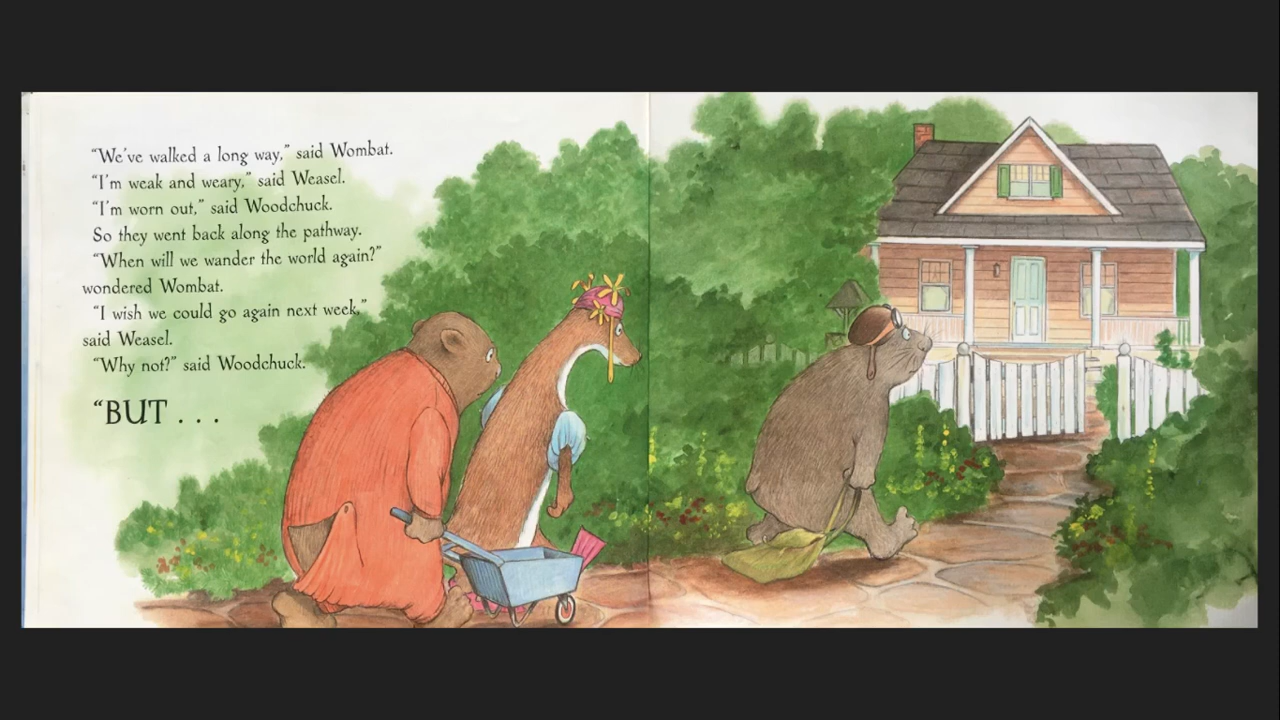 “We’ve walked a long way,” said Wombat.
“I’m weak and weary,” said Weasel.
“I’m worn out,” said Woodchuck.
So they went back along the pathway.
“When will we wander the world again?”
wondered Wombat.
“I wish we could go again next week,”
said Weasel.
“Why not?” said Woodchuck.
“BUT . . .